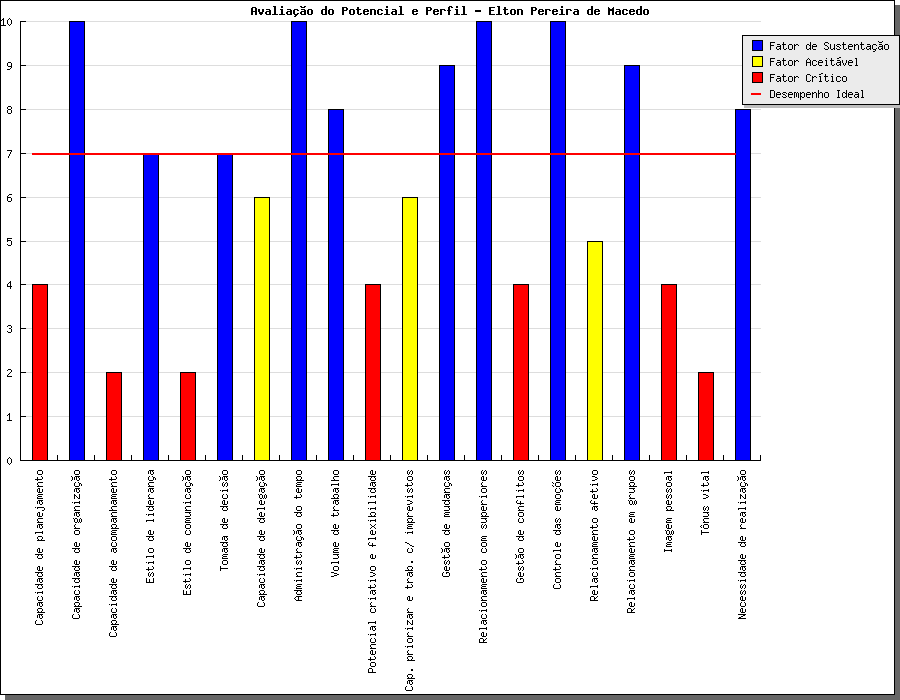 Avaliação do Potencial e Perfil - Elton Pereira de Macedo
10
9
8
7
6
5
4
3
2
1
0
Fator de Sustentação
Fator Aceitável
Fator Crítico
Desempenho Ideal
Capacidade de planejamento
Capacidade de organização
Capacidade de acompanhamento
Estilo de liderança
Estilo de comunicação
Tomada de decisão
Capacidade de delegação
Administração do tempo
Volume de trabalho
Potencial criativo e flexibilidade
Cap. priorizar e trab. c/ imprevistos
Gestão de mudanças
Relacionamento com superiores
Gestão de conflitos
Controle das emoções
Relacionamento afetivo
Relacionamento em grupos
Imagem pessoal
Tônus vital
Necessidade de realização